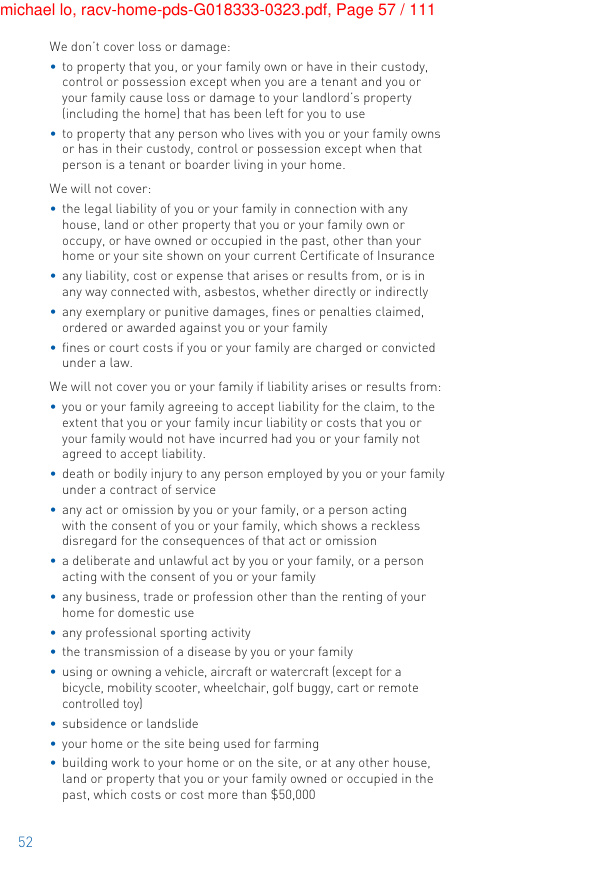 michael lo, racv-home-pds-G018333-0323.pdf, Page 57 / 111
We don't cover loss or damage:
• to property that you, or your family own or have in their custody,
control or possession except when you are a tenant and you or
your family cause loss or damage to your landlord's property
(including the home) that has been left for you to use
• to property that any person who lives with you or your family owns
or has in their custody, control or possession except when that
person is a tenant or boarder living in your home.
We will not cover:
• the legal liability of you or your family in connection with any
house, land or other property that you or your family own or
occupy, or have owned or occupied in the past, other than your
home or your site shown on your current Certificate of Insurance
• any liability, cost or expense that arises or results from, or is in
any way connected with, asbestos, whether directly or indirectly
• any exemplary or punitive damages, fines or penalties claimed,
ordered or awarded against you or your family
• fines or court costs if you or your family are charged or convicted
under a law.
We will not cover you or your family if liability arises or results from:
• you or your family agreeing to accept liability for the claim, to the
extent that you or your family incur liability or costs that you or
your family would not have incurred had you or your family not
agreed to accept liability.
• death or bodily injury to any person employed by you or your family
under a contract of service
• any act or omission by you or your family, or a person acting
with the consent of you or your family, which shows a reckless
disregard for the consequences of that act or omission
• a deliberate and unlawful act by you or your family, or a person
acting with the consent of you or your family
• any business, trade or profession other than the renting of your
home for domestic use
• any professional sporting activity
• the transmission of a disease by you or your family
• using or owning a vehicle, aircraft or watercraft (except for a
bicycle, mobility scooter, wheelchair, golf buggy, cart or remote
controlled toy)
• subsidence or landslide
• your home or the site being used for farming
• building work to your home or on the site, or at any other house,
land or property that you or your family owned or occupied in the
past, which costs or cost more than $50,000
52